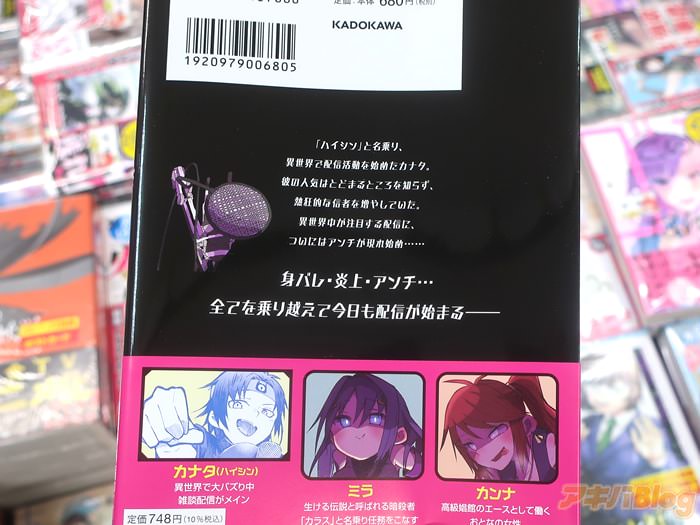 定価:本体680円(税別)
KADOKAWA
1920979006805
「ハイシン」と名乗り、
異世界で配信活動を始めたカナタ。
彼の人気はとどまるところを知らず、
熱狂的な信者を増やしていた。
異世界中が注目する配信に、
ついにはアンチが現れ始め……
身バレ・炎上・アンチ…
全てを乗り越えて今日も配信が始まる――
カナタ(ハイシン)
異世界で大バズり中
雑談配信がメイン
ミラ
生ける伝説と呼ばれる暗殺者
「カラス」と名乗り任務をこなす
カンナ
高級娼館のエースとして働く
おとなの女性
定価748円(10%税込)
アキバBlog